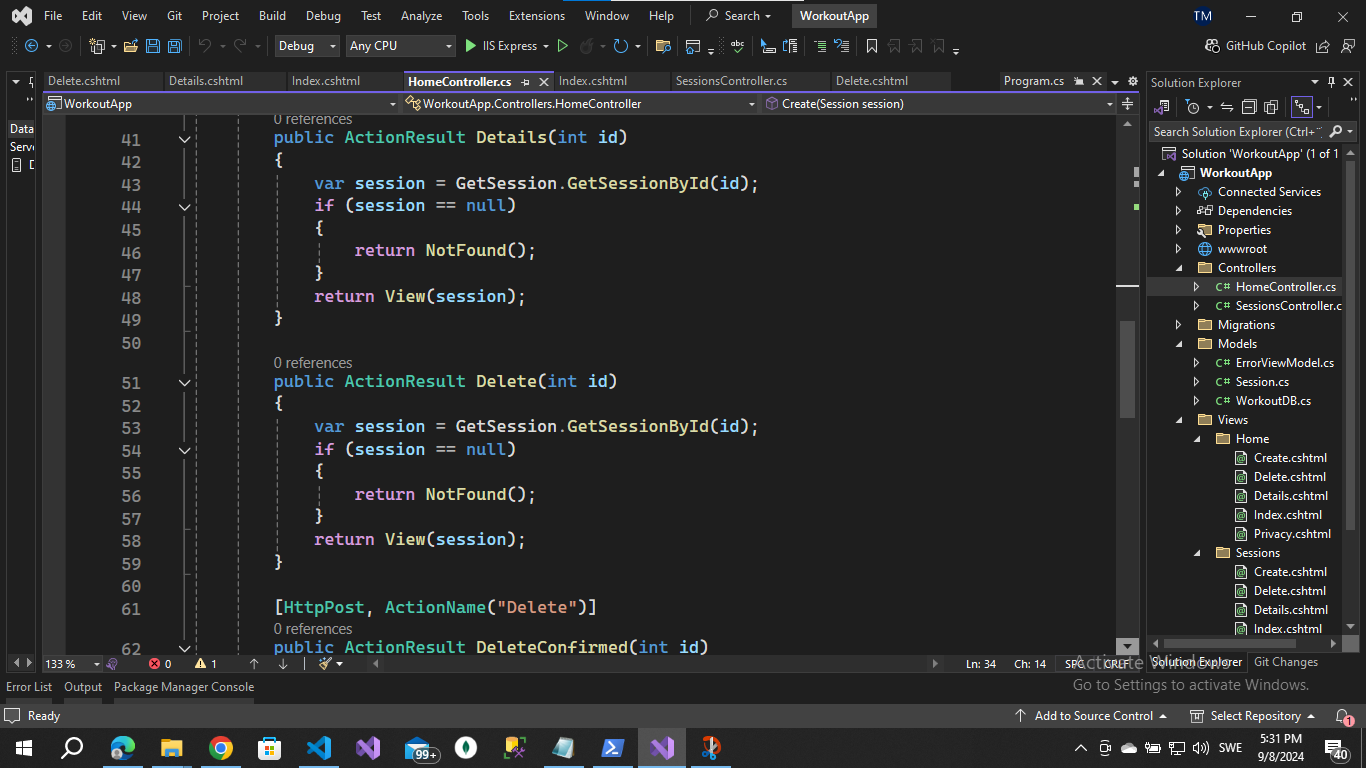 File Edit View Git Project Build Debug Test Analyze Tools Extensions Window Help Search WorkoutApp TM
Debug Any CPU IIS Express GitHub Copilot
Delete.cshtml Details.cshtml Index.cshtml HomeController.cs Index.cshtml SessionsController.cs Delete.cshtml Program.cs
Solution Explorer
WorkoutApp WorkoutApp.Controllers.HomeController Create(Session session)
Search Solution Explorer (Ctrl+
Data
Serve
0 references
41 public ActionResult Details(int id)
42 {
43 var session = GetSession.GetSessionById(id);
44 if (session == null)
45 {
46 return NotFound();
47 }
48 return View(session);
49 }
50
0 references
51 public ActionResult Delete(int id)
52 {
53 var session = GetSession.GetSessionById(id);
54 if (session == null)
55 {
56 return NotFound();
57 }
58 return View(session);
59 }
60
61 [HttpPost, ActionName("Delete")]
0 references
62 public ActionResult DeleteConfirmed(int id)
Solution 'WorkoutApp' (1 of 1
WorkoutApp
Connected Services
Dependencies
Properties
wwwroot
Controllers
C# HomeController.cs
C# SessionsController.c
Migrations
Models
C# ErrorViewModel.cs
C# Session.cs
C# WorkoutDB.cs
Views
Home
Create.cshtml
Delete.cshtml
Details.cshtml
Index.cshtml
Privacy.cshtml
Sessions
Create.cshtml
Delete.cshtml
Details.cshtml
Index.cshtml
133 % 0 1 Ln: 34 Ch: 14 SPC CRLF
Solution Explorer Git Changes
Activate Windows
Go to Settings to activate Windows.
Error List Output Package Manager Console
Ready Add to Source Control Select Repository 1
99+ SWE 5:31 PM
9/8/2024 40